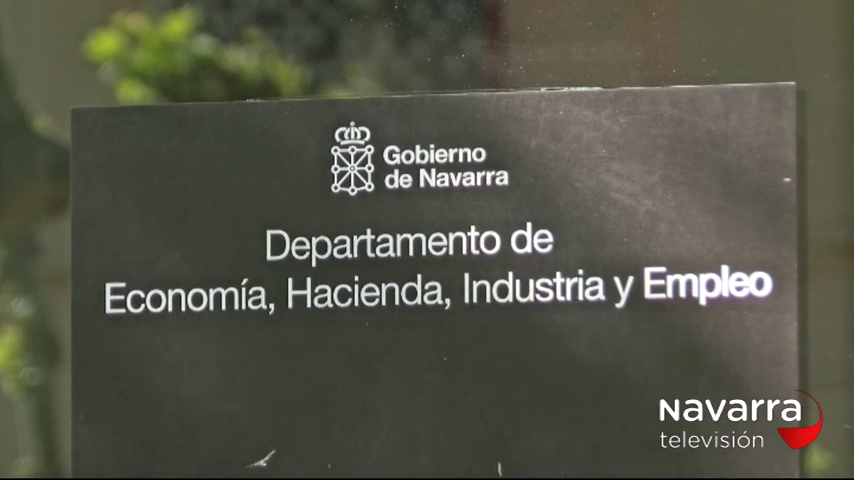 Gobierno
de Navarra
Departamento de
Economía, Hacienda, Industria y Empleo
Navarra
televisión